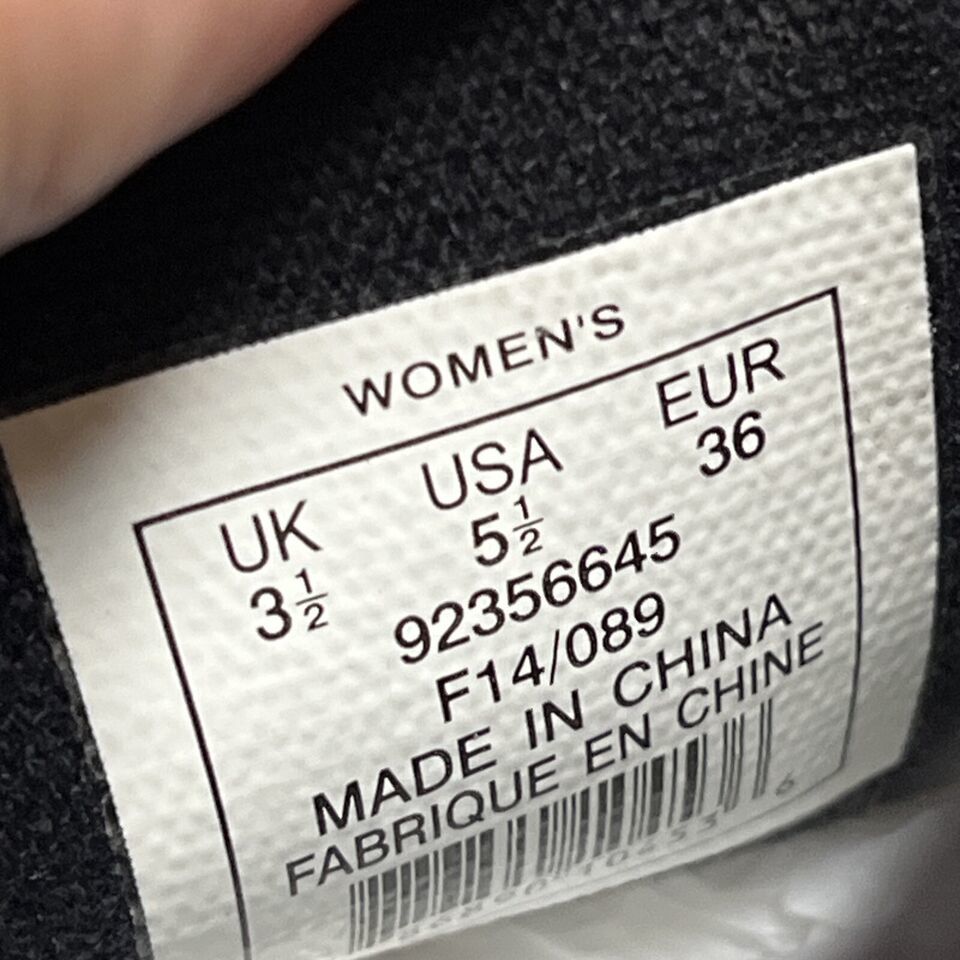 WOMEN'S
UK USA EUR
3½ 5½ 36
92356645
F14/089
MADE IN CHINA
FABRIQUE EN CHINE